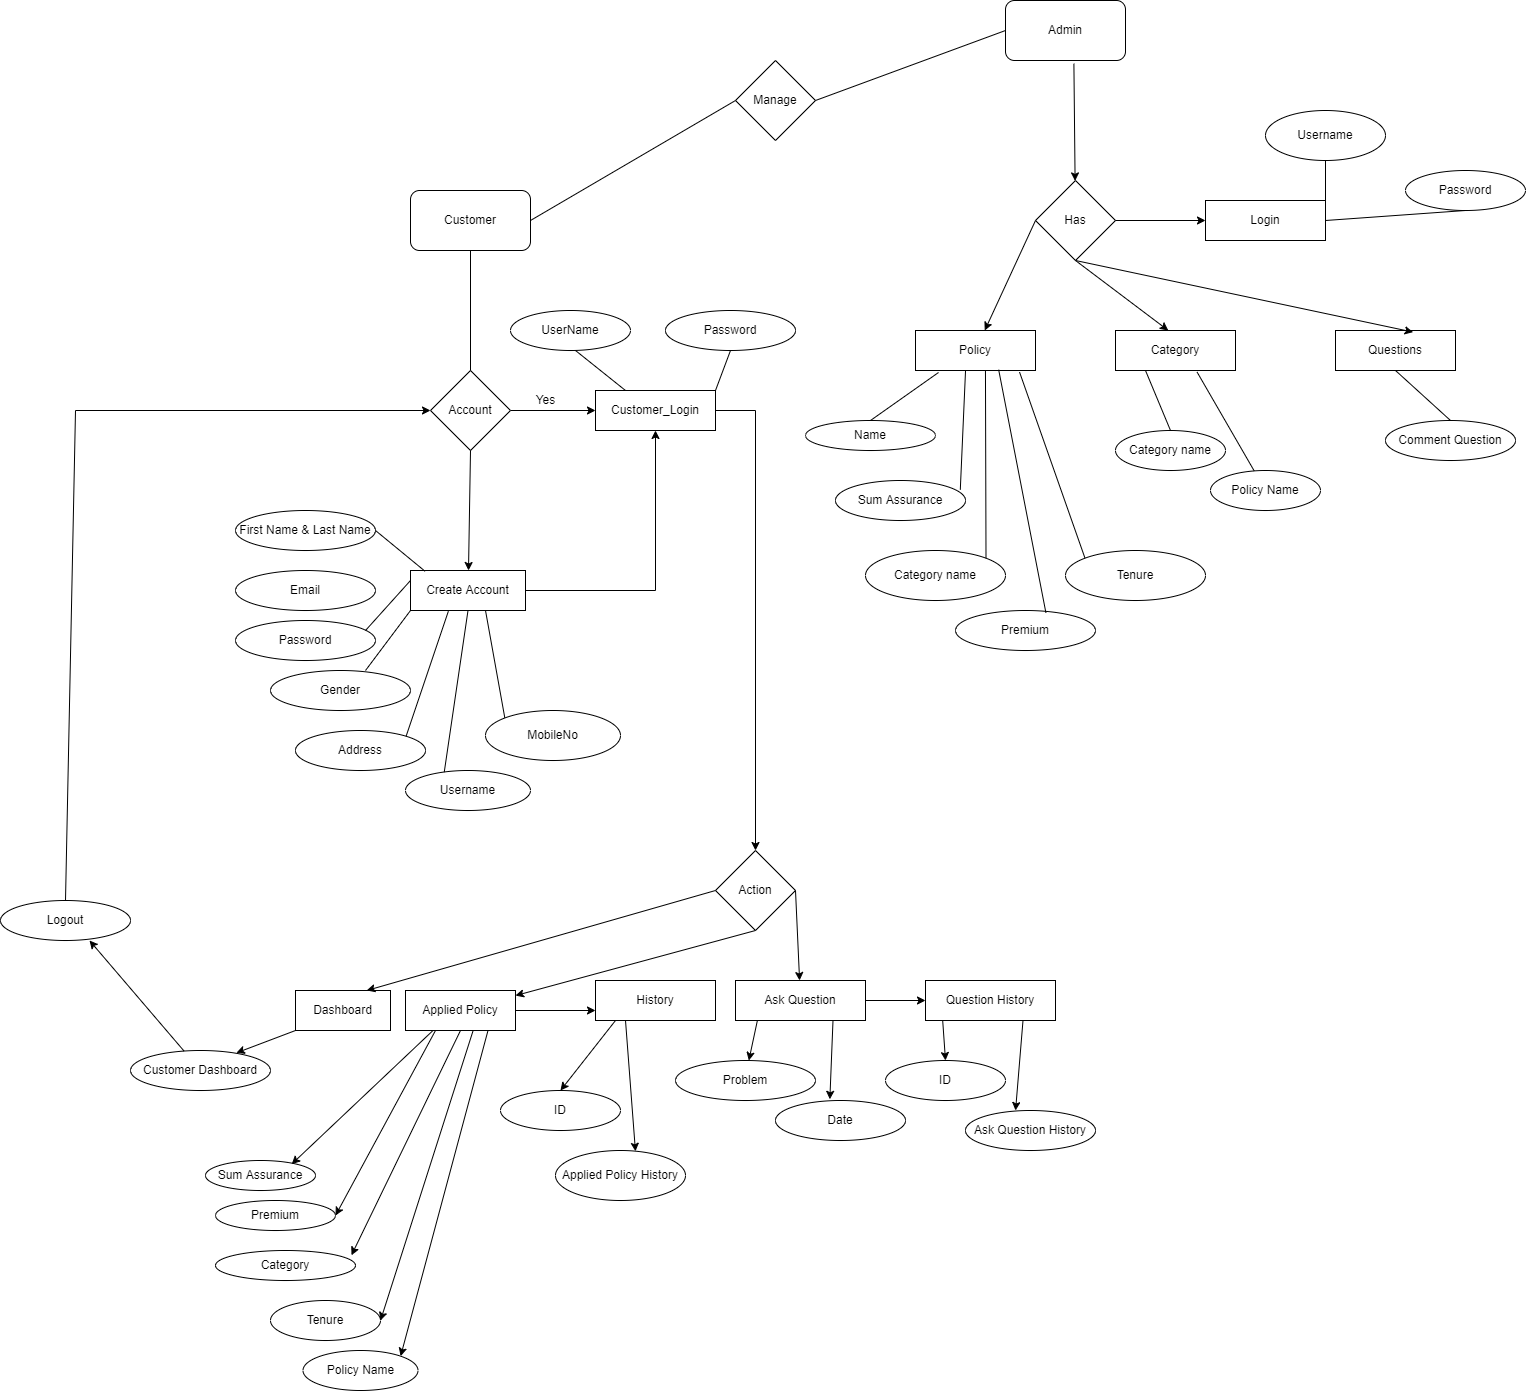 Admin
Manage
Username
Password
Customer
Has
Login
UserName
Password
Policy
Category
Questions
Account
Yes
Customer_Login
Name
Category name
Comment Question
Sum Assurance
Policy Name
First Name & Last Name
Email
Create Account
Category name
Tenure
Password
Premium
Gender
Address
MobileNo
Username
Action
Logout
Dashboard
Applied Policy
History
Ask Question
Question History
Customer Dashboard
Problem
ID
ID
Date
Ask Question History
Sum Assurance
Applied Policy History
Premium
Category
Tenure
Policy Name